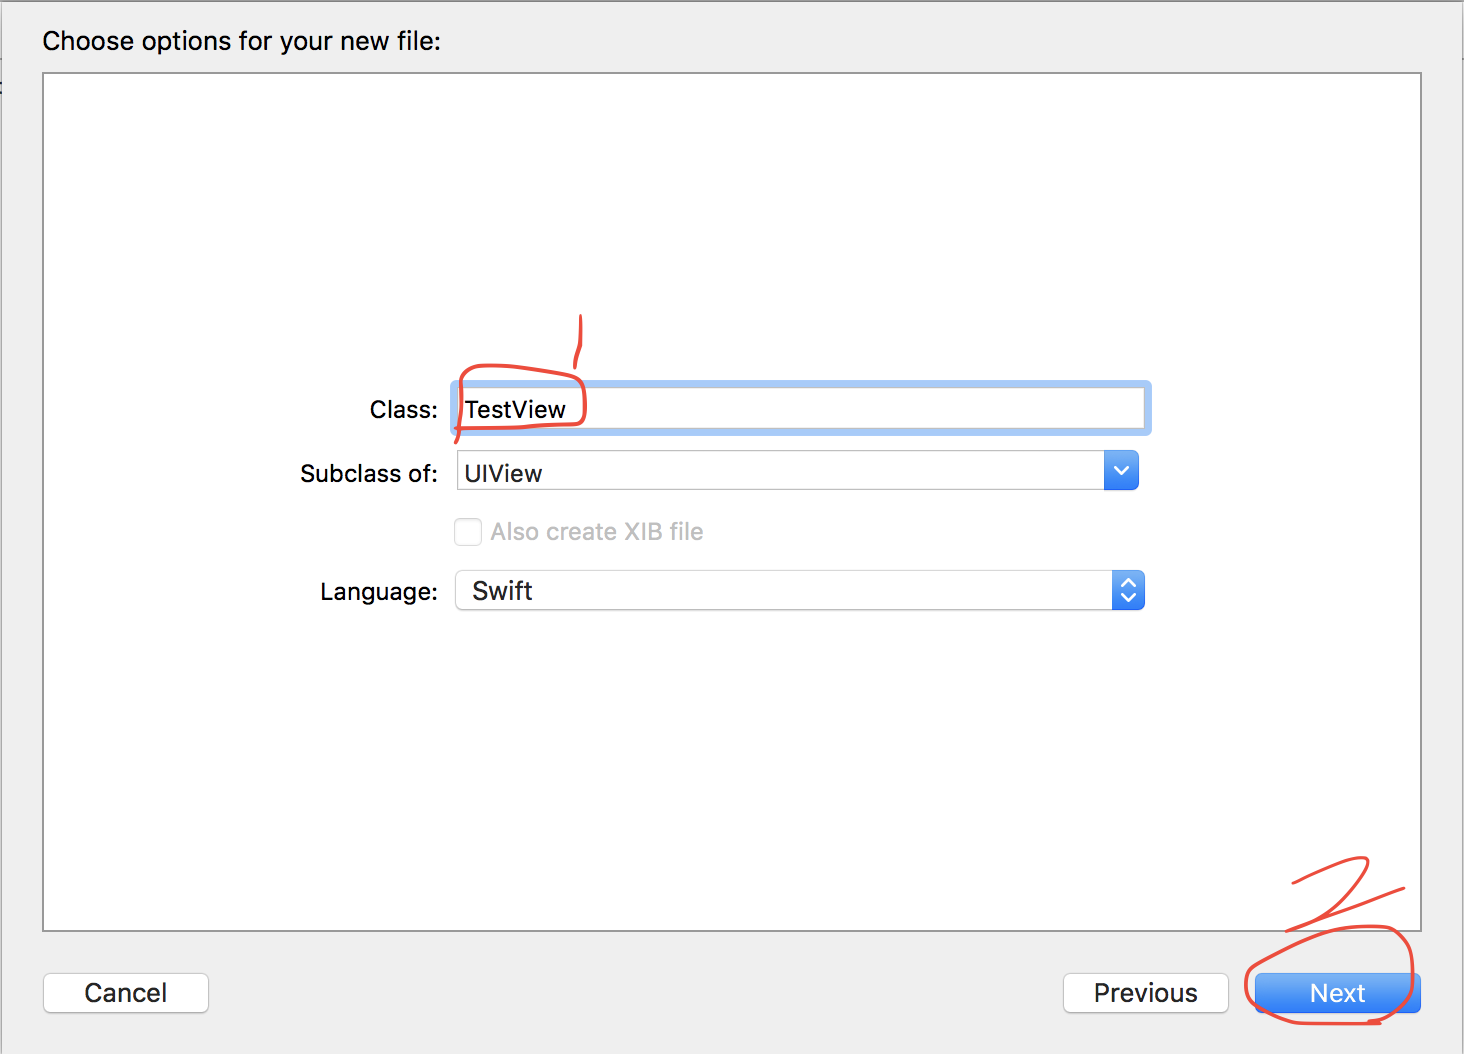 Choose options for your new file:
1
Class: TestView
Subclass of: UIView
Also create XIB file
Language: Swift
2
Cancel Previous Next